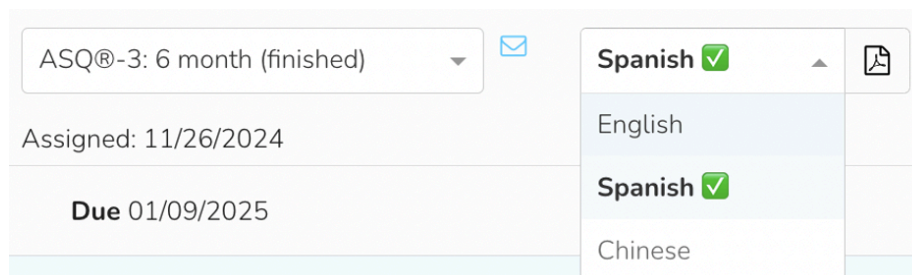 ASQ®-3: 6 month (finished)
Spanish ✅
English
Assigned: 11/26/2024
Spanish ✅
Due 01/09/2025
Chinese